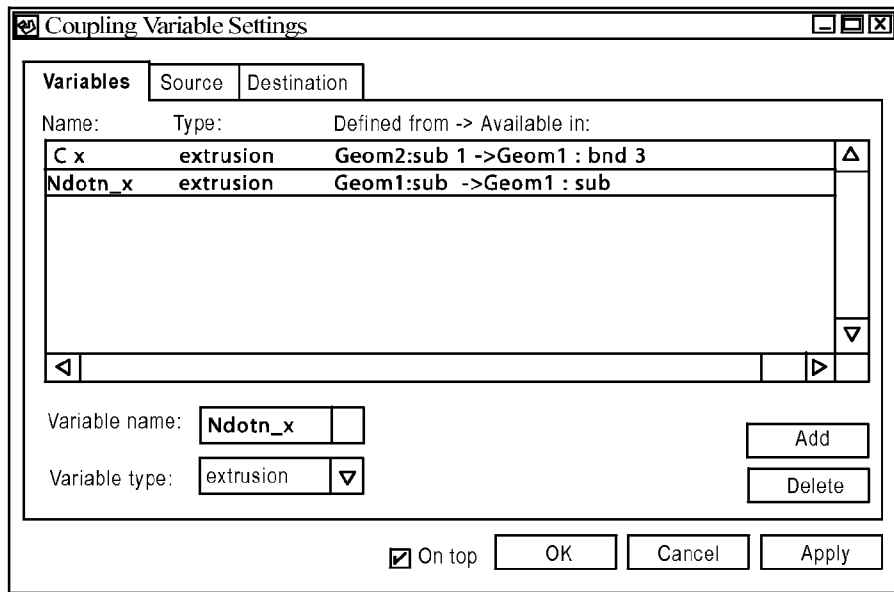 Coupling Variable Settings
Variables Source Destination
Name: Type: Defined from -> Available in:
C x extrusion Geom2:sub 1 ->Geom1 : bnd 3
Ndotn_x extrusion Geom1:sub ->Geom1 : sub
Variable name: Ndotn_x
Add
Variable type: extrusion
Delete
On top OK Cancel Apply